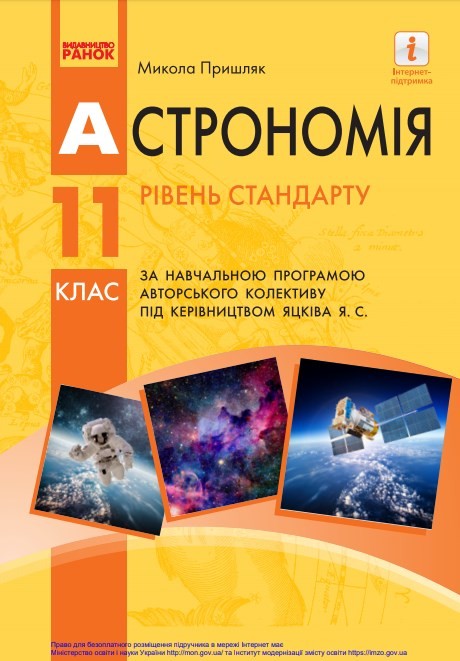 ВИДАВНИЦТВО
РАНОК
Інтернет-
підтримка
Микола Пришляк
АСТРОНОМІЯ
11
КЛАС
РІВЕНЬ СТАНДАРТУ
ЗА НАВЧАЛЬНОЮ ПРОГРАМОЮ
АВТОРСЬКОГО КОЛЕКТИВУ
ПІД КЕРІВНИЦТВОМ ЯЦКІВА Я. С.
Право для безоплатного розміщення підручника в мережі Інтернет має
Міністерство освіти і науки України http://mon.gov.ua/ та Інститут модернізації змісту освіти https://imzo.gov.ua